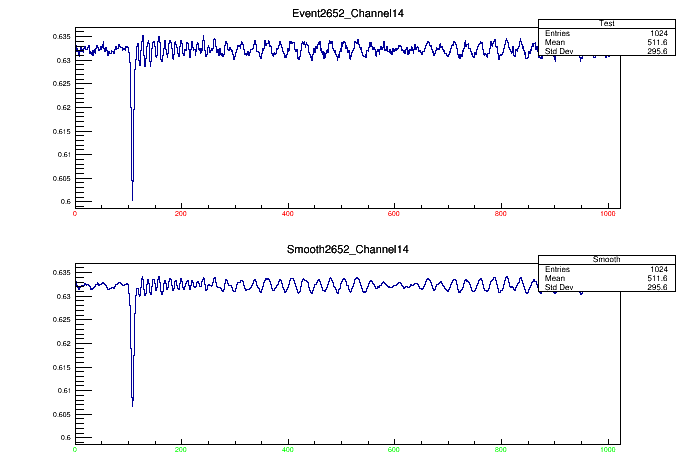 Event2652_Channel14
Test
Entries 1024
Mean 511.6
Std Dev 295.6
0.635
0.63
0.625
0.62
0.615
0.61
0.605
0.6
0 200 400 600 800 1000
Smooth2652_Channel14
Smooth
Entries 1024
Mean 511.6
Std Dev 295.6
0.635
0.63
0.625
0.62
0.615
0.61
0.605
0.6
0 200 400 600 800 1000